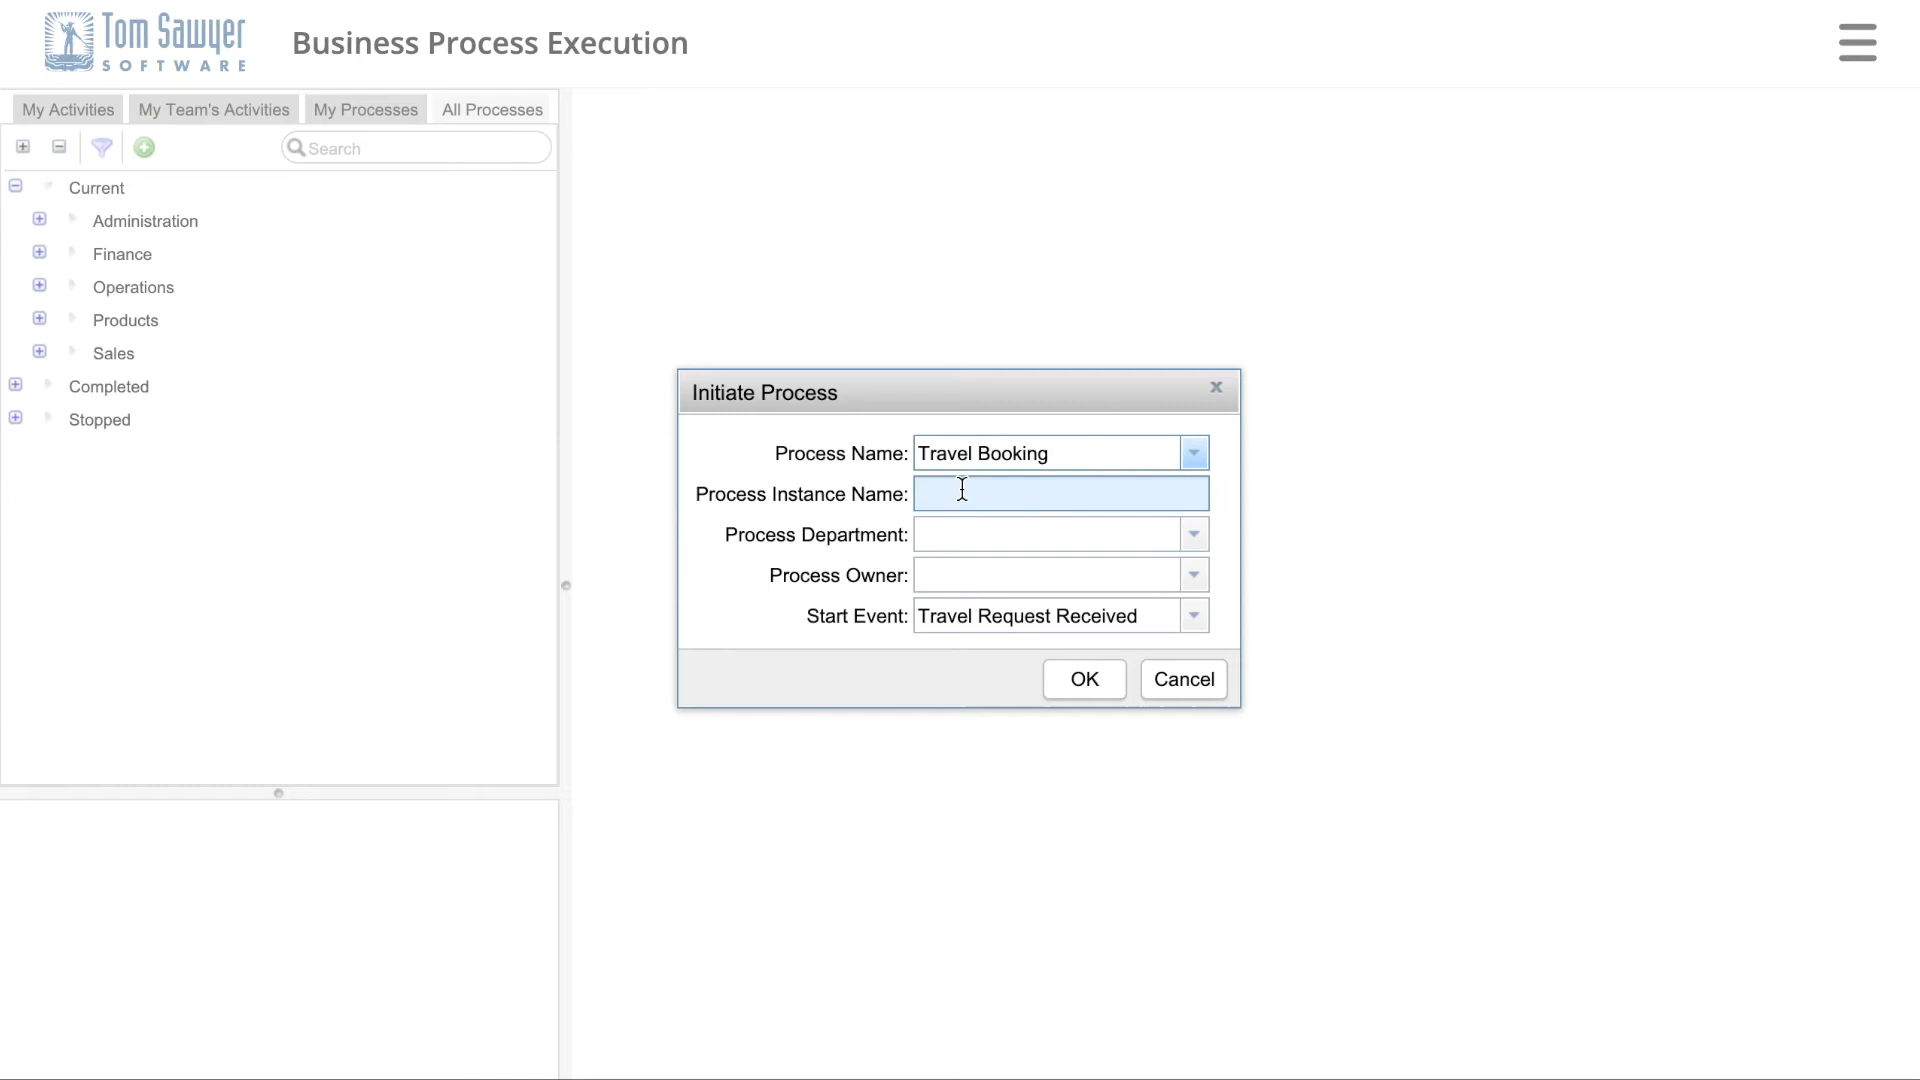 Tom Sawyer
SOFTWARE
Business Process Execution
My Activities My Team's Activities My Processes All Processes
Search
Current
Administration
Finance
Operations
Products
Sales
Completed
Stopped
Initiate Process
Process Name: Travel Booking
Process Instance Name:
Process Department:
Process Owner:
Start Event: Travel Request Received
OK Cancel